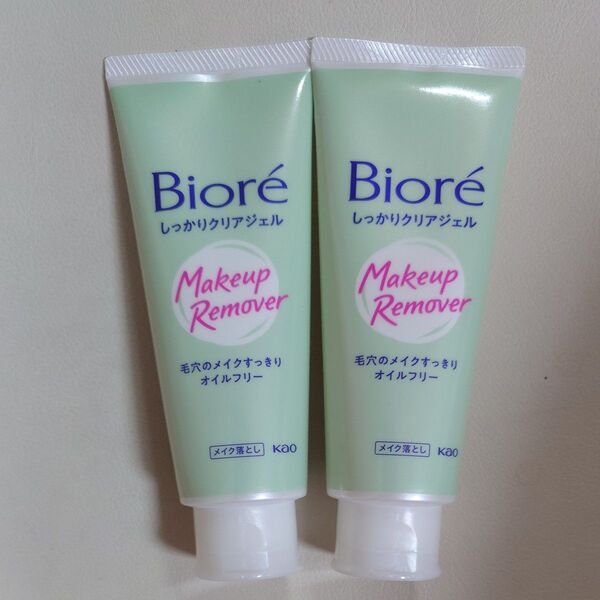 Bioré
しっかりクリアジェル
Makeup
Remover
毛穴のメイクすっきり
オイルフリー
メイク落とし Kao
Bioré
しっかりクリアジェル
Makeup
Remover
毛穴のメイクすっきり
オイルフリー
メイク落とし Kao